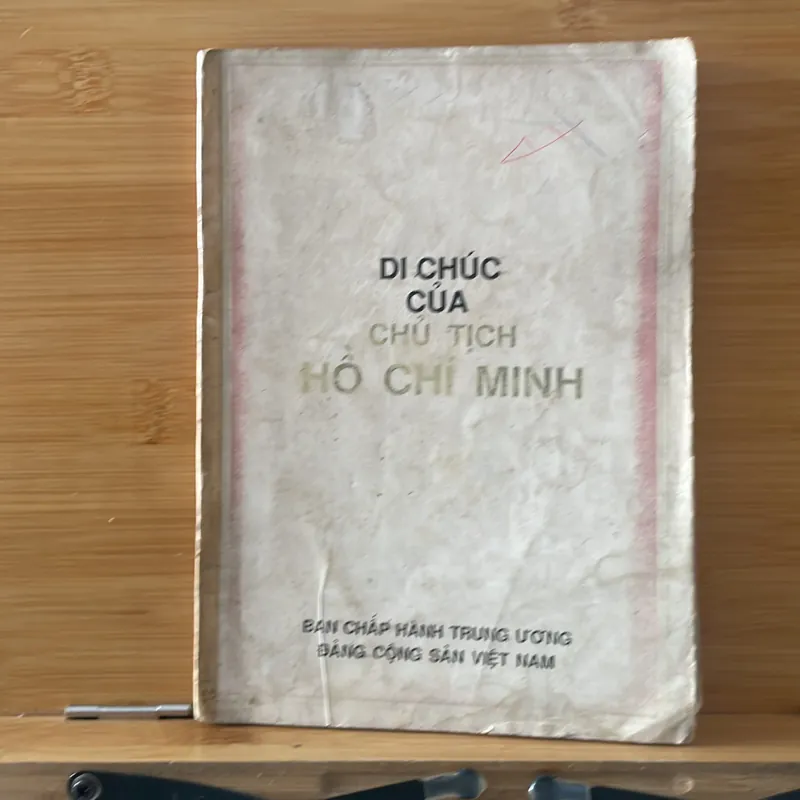 DI CHÚC
CỦA
CHỦ TỊCH
HỒ CHÍ MINH
BAN CHẤP HÀNH TRUNG ƯƠNG
ĐẢNG CỘNG SẢN VIỆT NAM